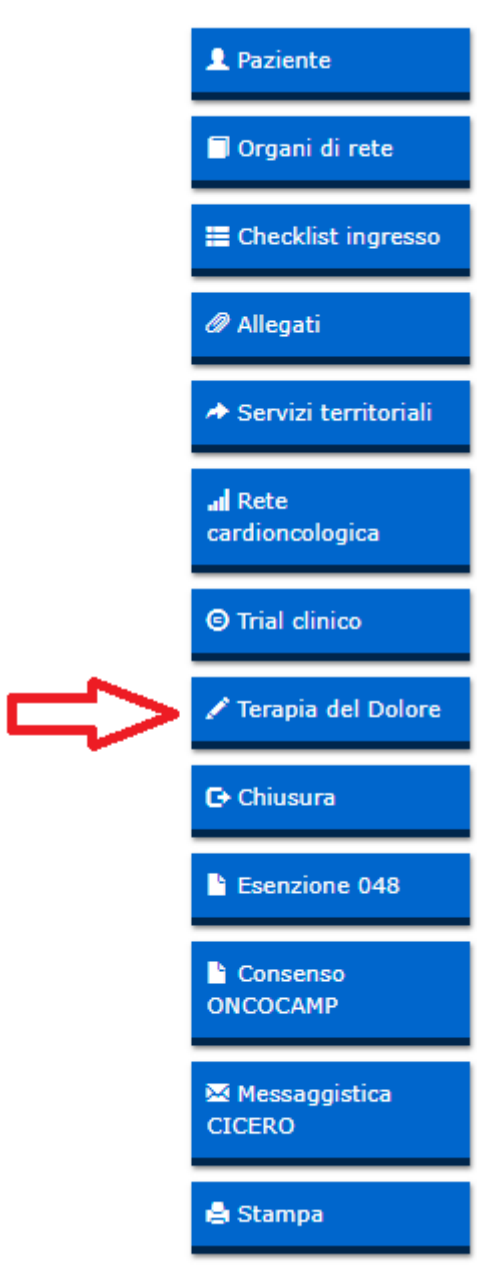 Paziente
Organi di rete
Checklist ingresso
Allegati
Servizi territoriali
Rete
cardioncologica
Trial clinico
Terapia del Dolore
Chiusura
Esenzione 048
Consenso
ONCOCAMP
Messaggistica
CICERO
Stampa